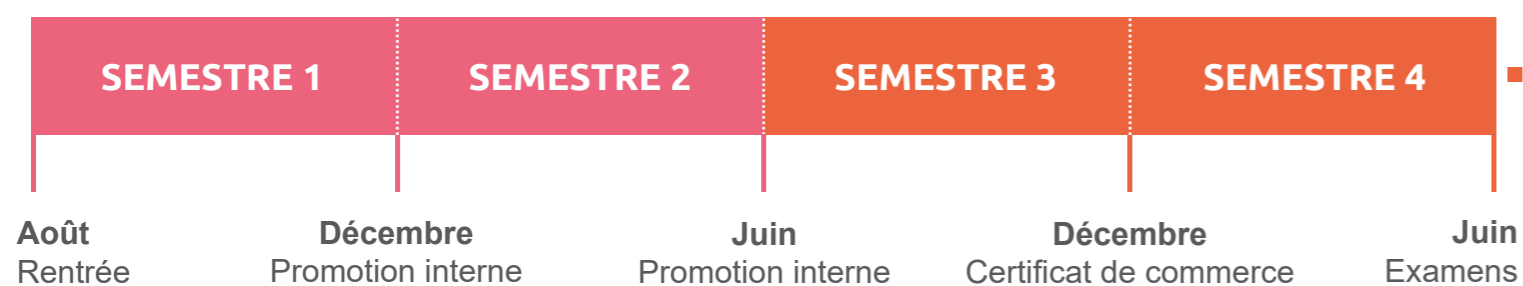 SEMESTRE 1 SEMESTRE 2 SEMESTRE 3 SEMESTRE 4
Août Décembre Juin Décembre Juin
Rentrée Promotion interne Promotion interne Certificat de commerce Examens